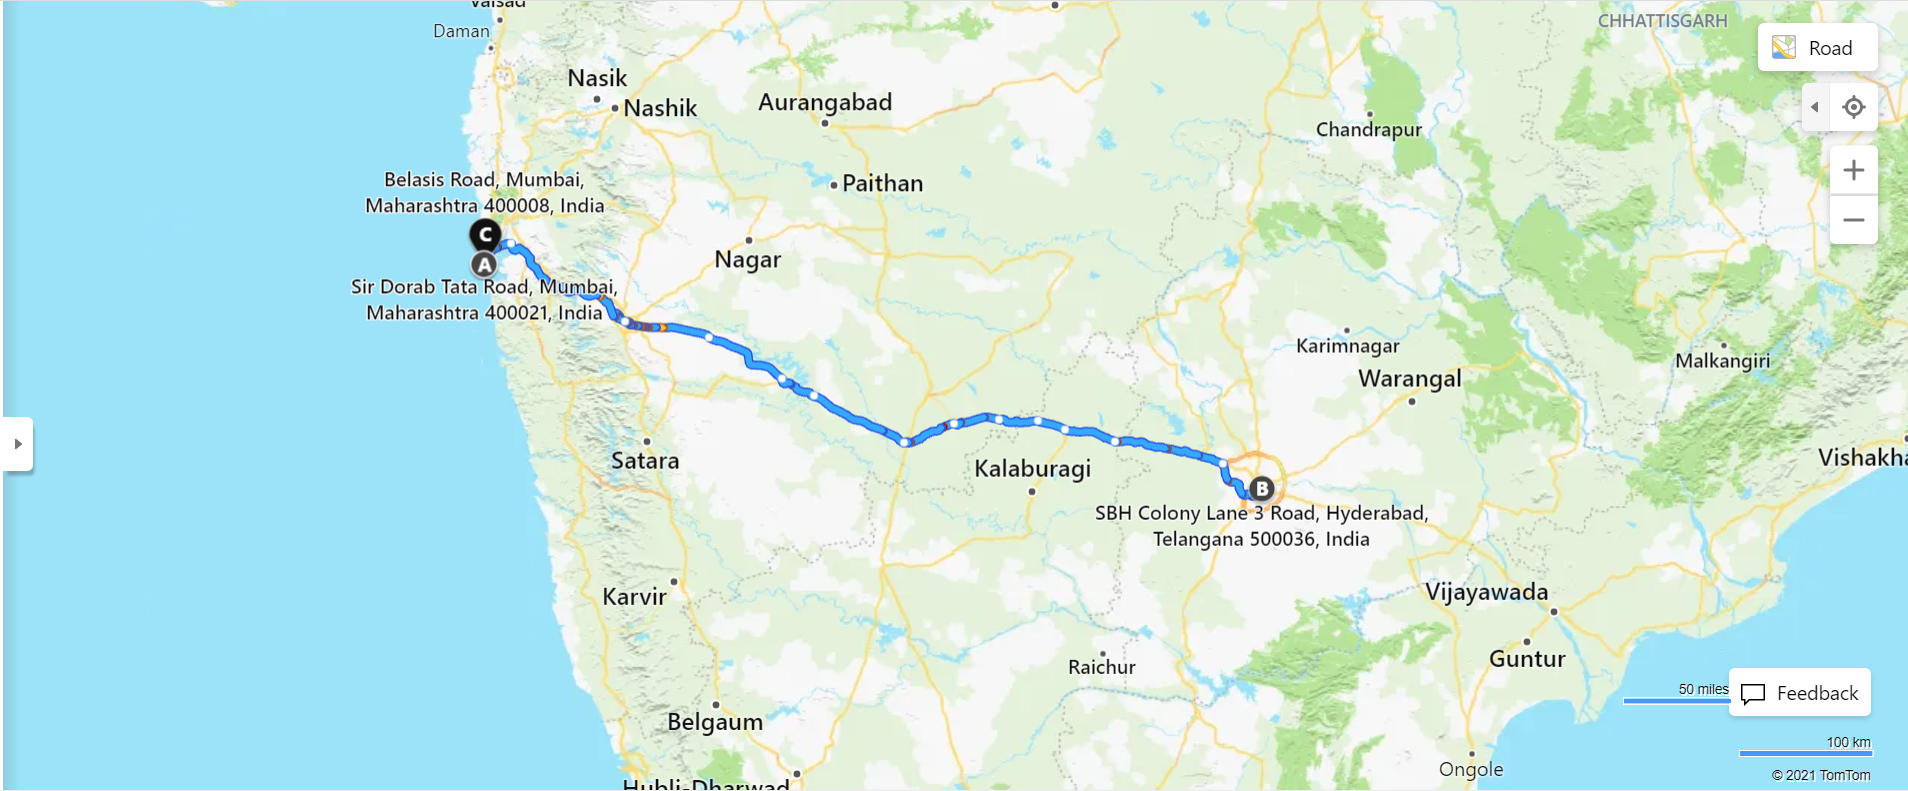 Valsad
CHHATTISGARH
Daman
Road
Nasik
Nashik
Aurangabad
Chandrapur
Belasis Road, Mumbai,
Maharashtra 400008, India
Paithan
C
A
Nagar
Sir Dorab Tata Road, Mumbai,
Maharashtra 400021, India
Karimnagar
Malkangiri
Warangal
Satara
Kalaburagi
Vishakha
B
SBH Colony Lane 3 Road, Hyderabad,
Telangana 500036, India
Karvir
Vijayawada
Guntur
Raichur
50 miles
Feedback
Belgaum
100 km
Ongole
© 2021 TomTom
Hubli-Dharwad